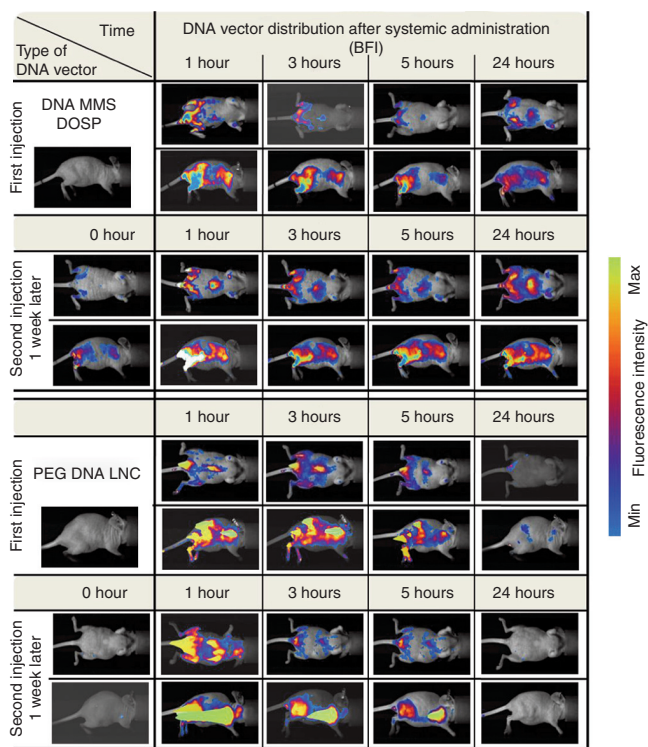 Time
Type of
DNA vector
DNA vector distribution after systemic administration
(BFI)
1 hour
3 hours
5 hours
24 hours
First injection
DNA MMS
DOSP
Second injection
1 week later
0 hour
1 hour
3 hours
5 hours
24 hours
First injection
PEG DNA LNC
1 hour
3 hours
5 hours
24 hours
Second injection
1 week later
0 hour
1 hour
3 hours
5 hours
24 hours
Min
Fluorescence intensity
Max